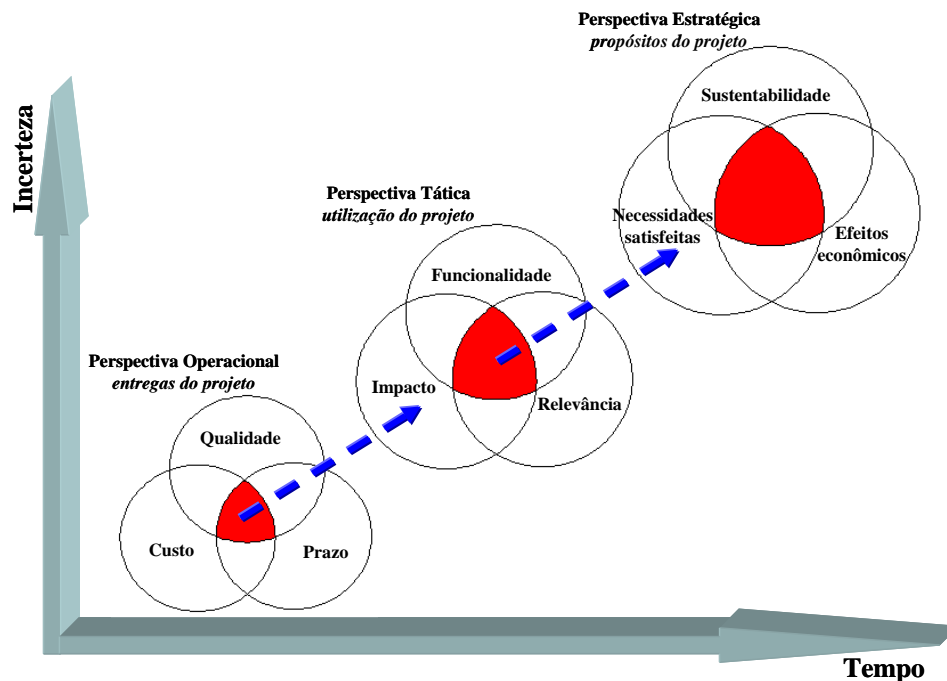 Perspectiva Estratégica
propósitos do projeto
Sustentabilidade
Necessidades
satisfeitas
Efeitos
econômicos
Incerteza
Perspectiva Tática
utilização do projeto
Funcionalidade
Impacto
Relevância
Perspectiva Operacional
entregas do projeto
Qualidade
Custo
Prazo
Tempo